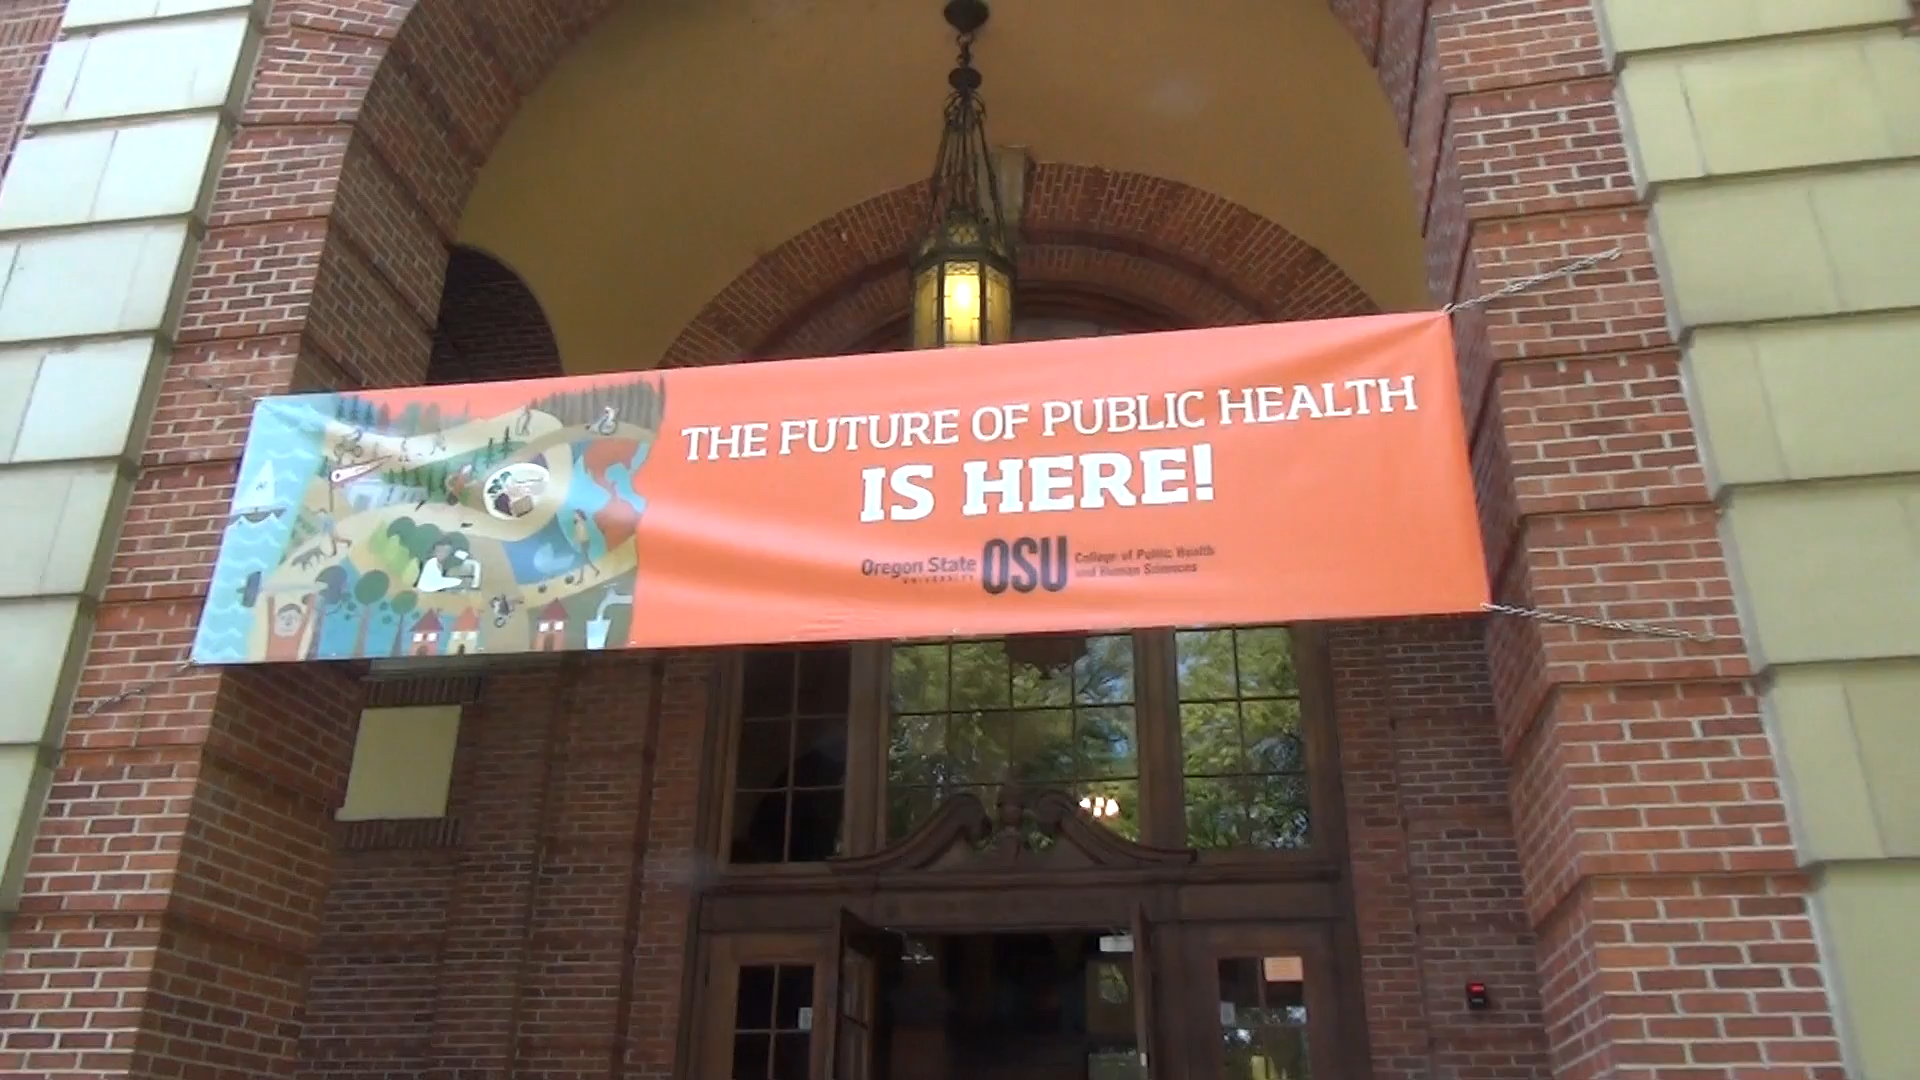 THE FUTURE OF PUBLIC HEALTH
IS HERE!
Oregon State
UNIVERSITY
OSU
College of Public Health
and Human Sciences